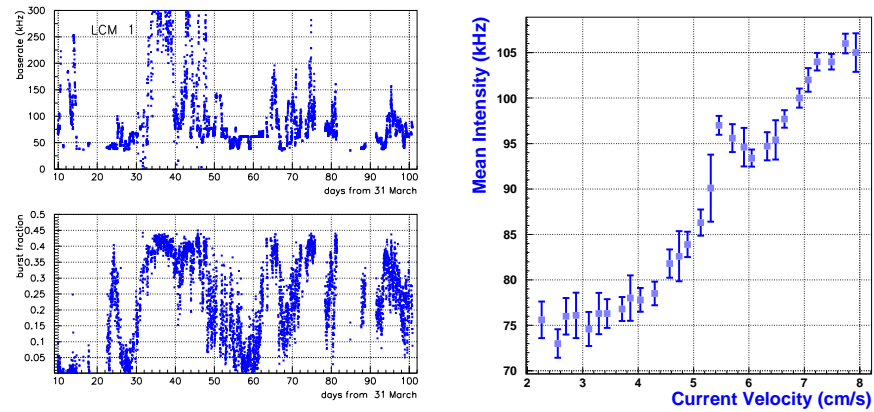 baserate (kHz)
300
250
200
150
100
50
0
LCM 1
10 20 30 40 50 60 70 80 90 100
days from 31 March
burst fraction
0.5
0.45
0.4
0.35
0.3
0.25
0.2
0.15
0.1
0.05
10 20 30 40 50 60 70 80 90 100
days from 31 March
Mean Intensity (kHz)
105
100
95
90
85
80
75
70
2 3 4 5 6 7 8
Current Velocity (cm/s)